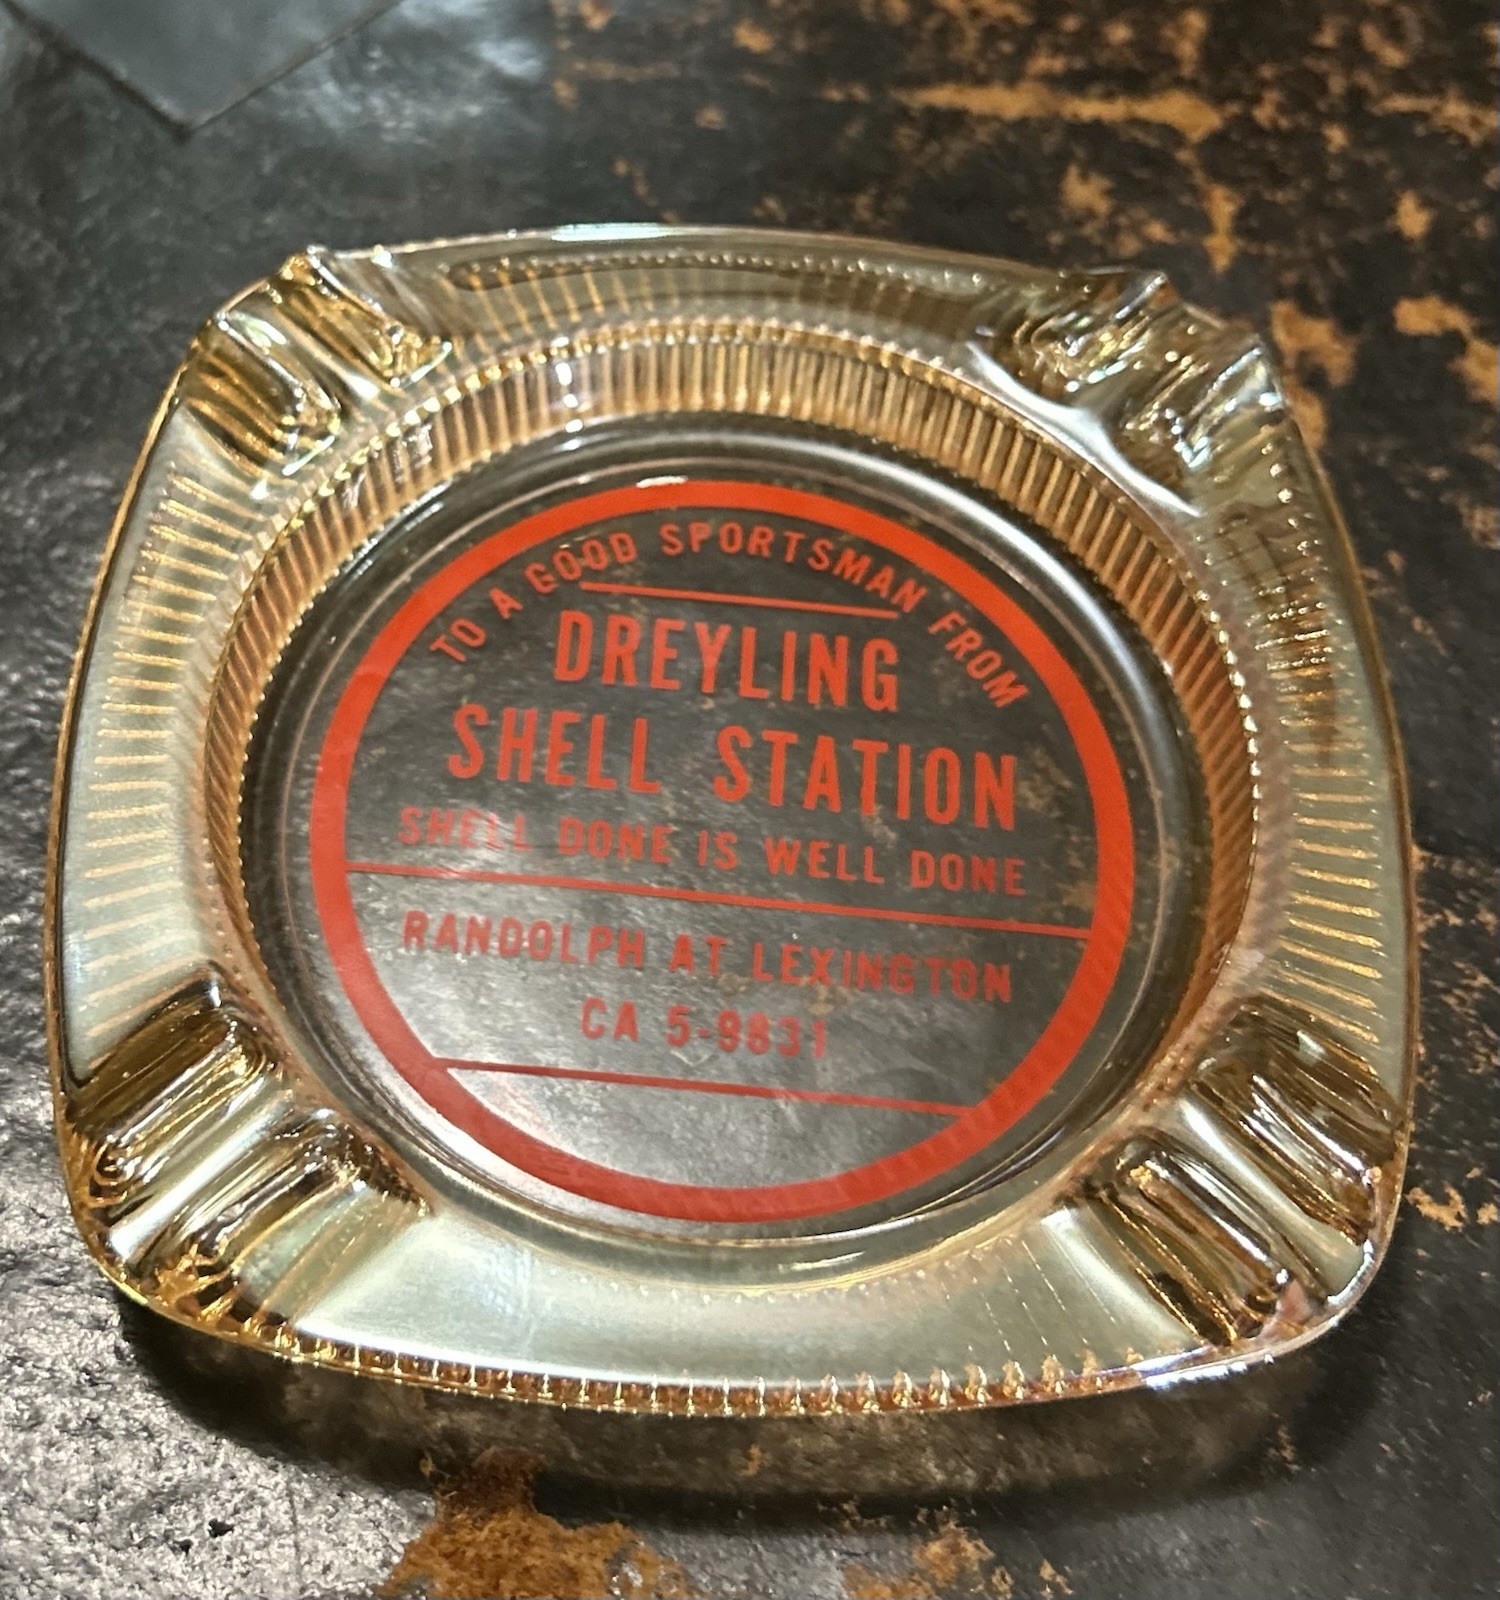 TO A GOOD SPORTSMAN FROM
DREYLING
SHELL STATION
SHELL DONE IS WELL DONE
RANDOLPH AT LEXINGTON
CA 5-9831